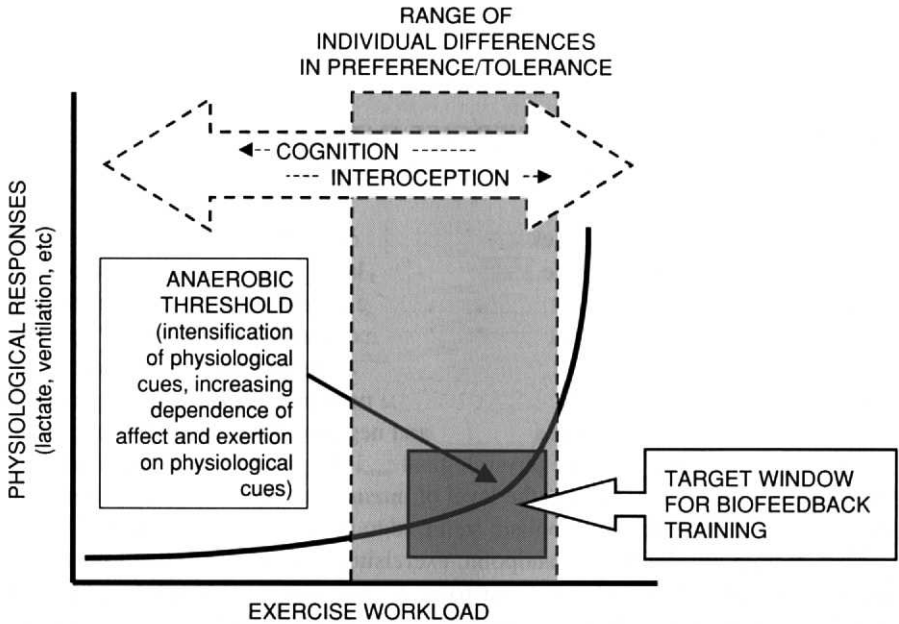 RANGE OF
INDIVIDUAL DIFFERENCES
IN PREFERENCE/TOLERANCE
COGNITION
INTEROCEPTION
PHYSIOLOGICAL RESPONSES
(lactate, ventilation, etc)
ANAEROBIC
THRESHOLD
(intensification
of physiological
cues, increasing
dependence of
affect and exertion
on physiological
cues)
TARGET WINDOW
FOR BIOFEEDBACK
TRAINING
EXERCISE WORKLOAD